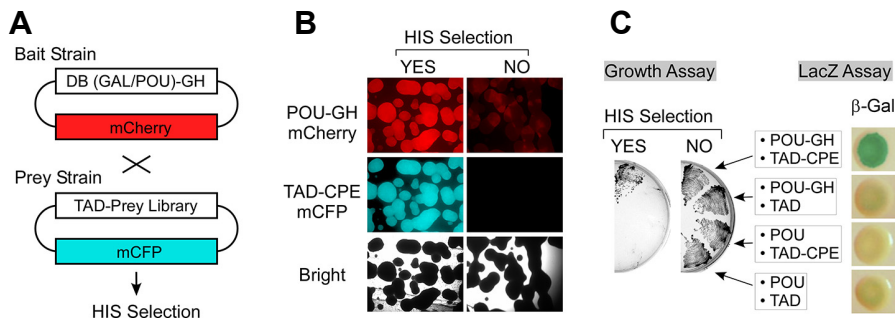 A
Bait Strain
DB (GAL/POU)-GH
mCherry
Prey Strain
TAD-Prey Library
mCFP
HIS Selection
B
HIS Selection
YES NO
POU-GH
mCherry
TAD-CPE
mCFP
Bright
C
Growth Assay LacZ Assay
β-Gal
HIS Selection
YES NO
• POU-GH
• TAD-CPE
• POU-GH
• TAD
• POU
• TAD-CPE
• POU
• TAD